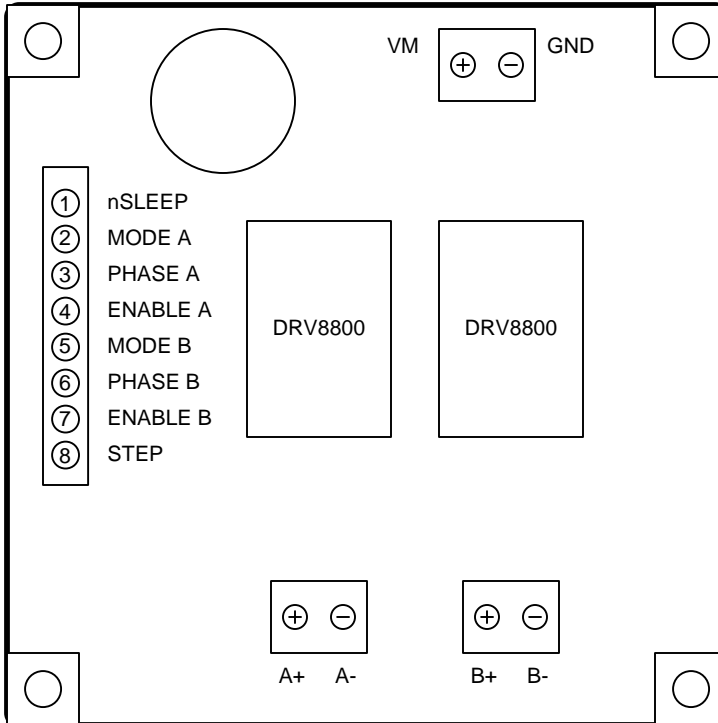 VM GND
1 nSLEEP
2 MODE A
3 PHASE A
4 ENABLE A
5 MODE B
6 PHASE B
7 ENABLE B
8 STEP
DRV8800 DRV8800
A+ A- B+ B-